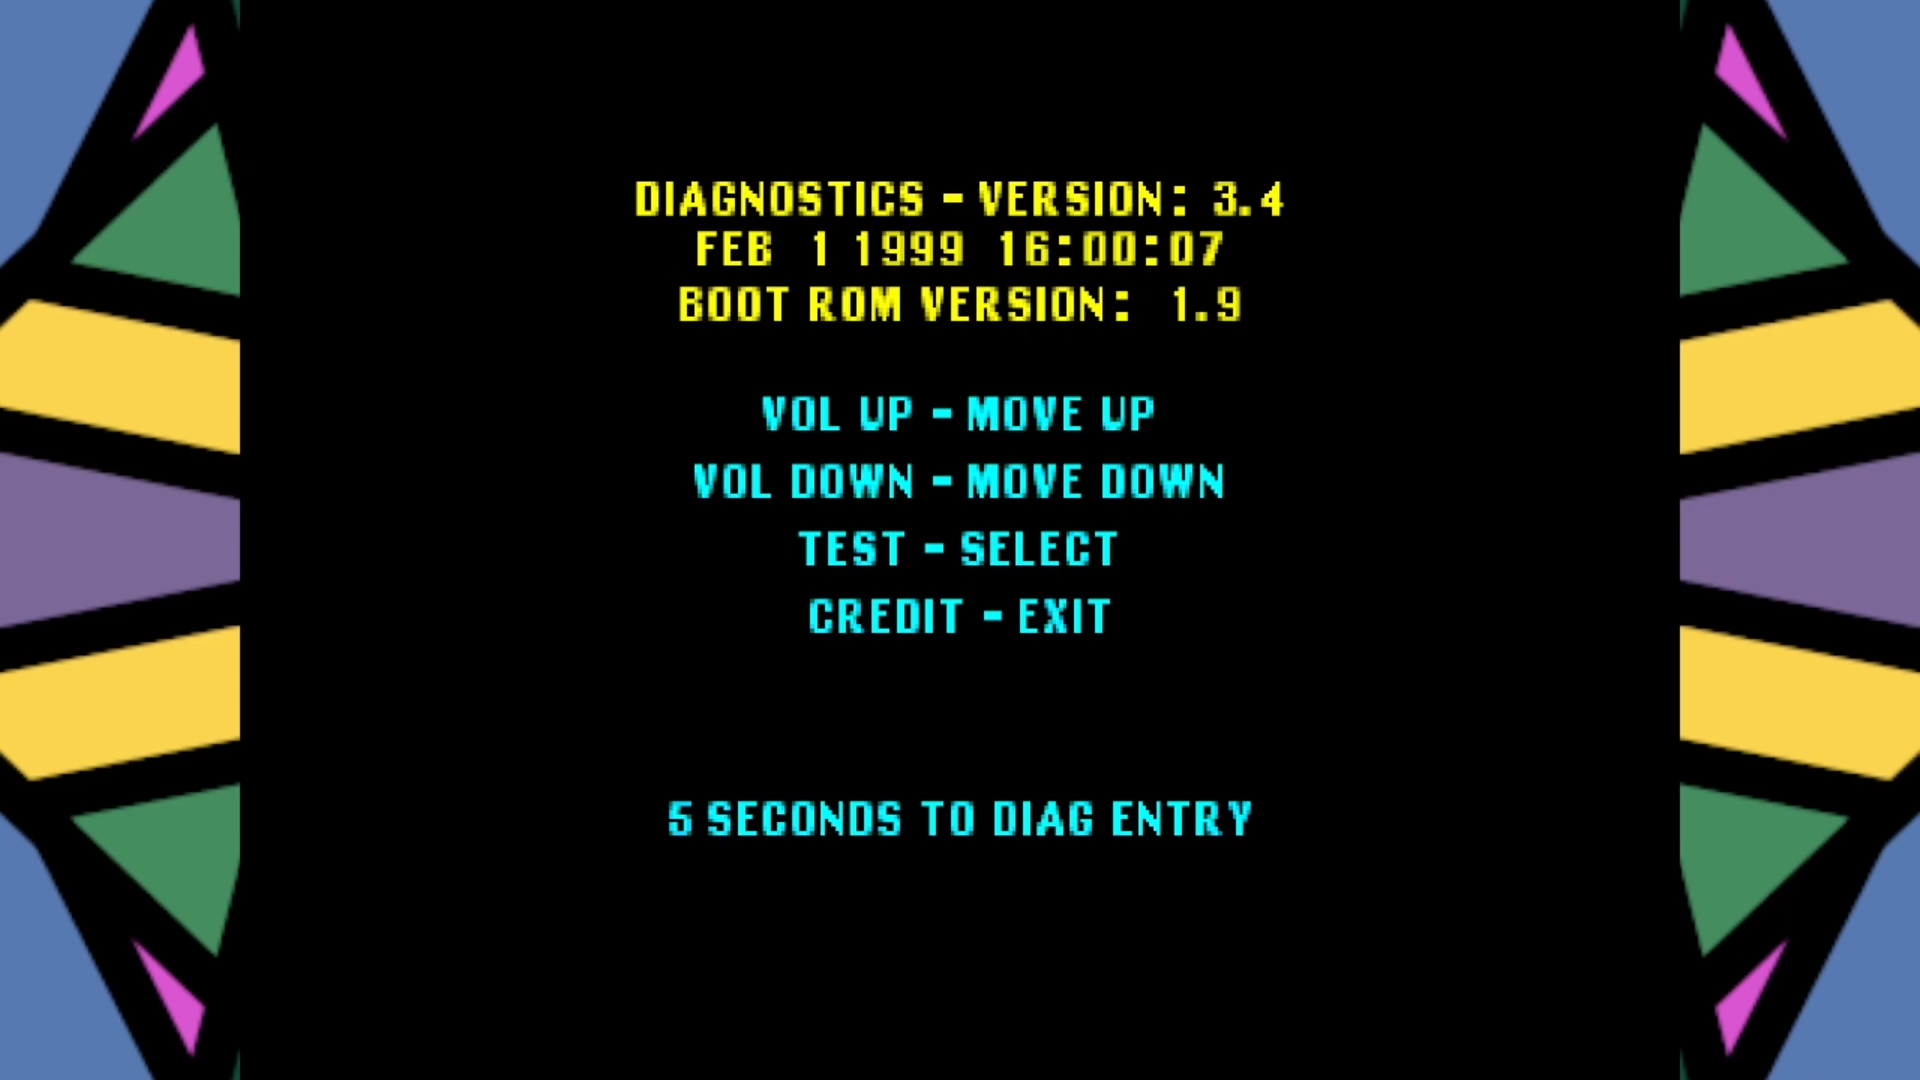 DIAGNOSTICS - VERSION: 3.4
FEB 1 1999 16:00:07
BOOT ROM VERSION: 1.9
VOL UP - MOVE UP
VOL DOWN - MOVE DOWN
TEST - SELECT
CREDIT - EXIT
5 SECONDS TO DIAG ENTRY